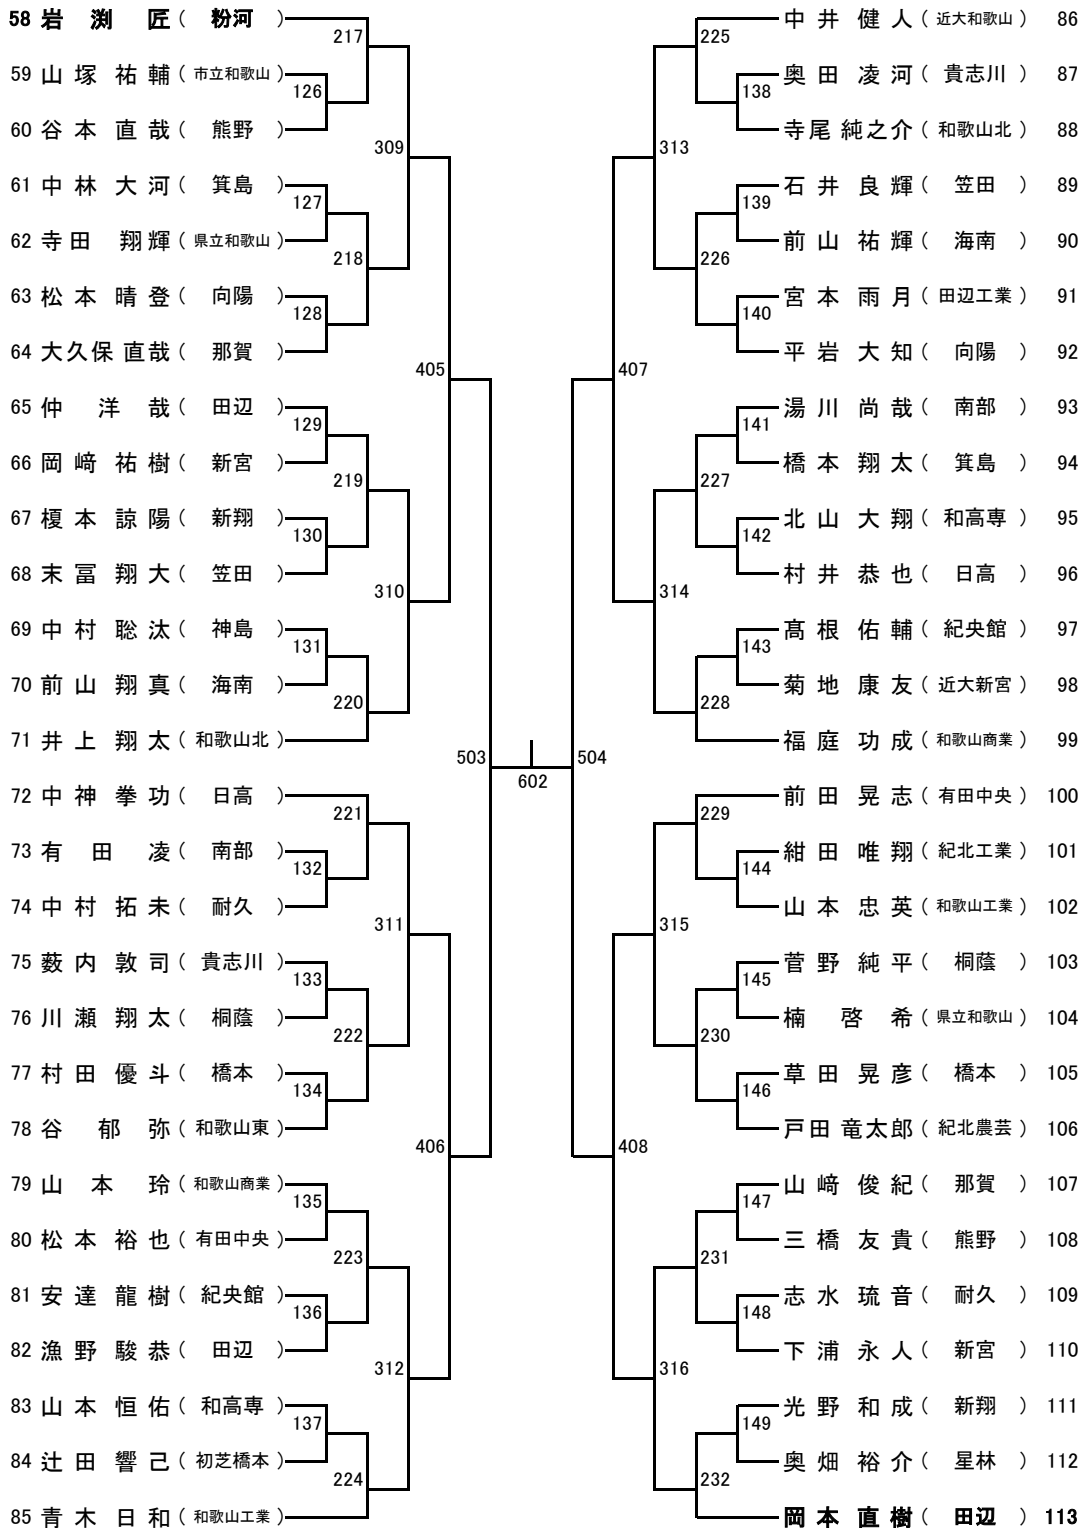 58 岩渕 匠 ( 粉河 )
217
59 山塚 祐輔 ( 市立和歌山 )
126
60 谷本 直哉 ( 熊野 )
309
61 中林 大河 ( 箕島 )
127
62 寺田 翔輝 ( 県立和歌山 )
218
63 松本 晴登 ( 向陽 )
128
64 大久保 直哉 ( 那賀 )
405
65 仲 洋哉 ( 田辺 )
129
66 岡﨑 祐樹 ( 新宮 )
219
67 榎本 諒陽 ( 新翔 )
130
68 末冨 翔大 ( 笠田 )
310
69 中村 聡汰 ( 神島 )
131
70 前山 翔真 ( 海南 )
220
71 井上 翔太 ( 和歌山北 )
503
72 中神 拳功 ( 日高 )
221
73 有田 凌 ( 南部 )
132
74 中村 拓未 ( 耐久 )
311
75 薮内 敦司 ( 貴志川 )
133
76 川瀬 翔太 ( 桐蔭 )
222
77 村田 優斗 ( 橋本 )
134
78 谷 郁弥 ( 和歌山東 )
406
79 山本 玲 ( 和歌山商業 )
135
80 松本 裕也 ( 有田中央 )
223
81 安達 龍樹 ( 紀央館 )
136
82 漁野 駿恭 ( 田辺 )
312
83 山本 恒佑 ( 和高専 )
137
84 辻田 響己 ( 初芝橋本 )
224
85 青木 日和 ( 和歌山工業 )
602
中井 健人 ( 近大和歌山 ) 86
225
奥田 凌河 ( 貴志川 ) 87
138
寺尾 純之介 ( 和歌山北 ) 88
313
石井 良輝 ( 笠田 ) 89
139
前山 祐輝 ( 海南 ) 90
226
宮本 雨月 ( 田辺工業 ) 91
140
平岩 大知 ( 向陽 ) 92
407
湯川 尚哉 ( 南部 ) 93
141
橋本 翔太 ( 箕島 ) 94
227
北山 大翔 ( 和高専 ) 95
142
村井 恭也 ( 日高 ) 96
314
髙根 佑輔 ( 紀央館 ) 97
143
菊地 康友 ( 近大新宮 ) 98
228
福庭 功成 ( 和歌山商業 ) 99
504
前田 晃志 ( 有田中央 ) 100
229
紺田 唯翔 ( 紀北工業 ) 101
144
山本 忠英 ( 和歌山工業 ) 102
315
菅野 純平 ( 桐蔭 ) 103
145
楠 啓希 ( 県立和歌山 ) 104
230
草田 晃彦 ( 橋本 ) 105
146
戸田 竜太郎 ( 紀北農芸 ) 106
408
山﨑 俊紀 ( 那賀 ) 107
147
三橋 友貴 ( 熊野 ) 108
231
志水 琉音 ( 耐久 ) 109
148
下浦 永人 ( 新宮 ) 110
316
光野 和成 ( 新翔 ) 111
149
奥畑 裕介 ( 星林 ) 112
232
岡本 直樹 ( 田辺 ) 113